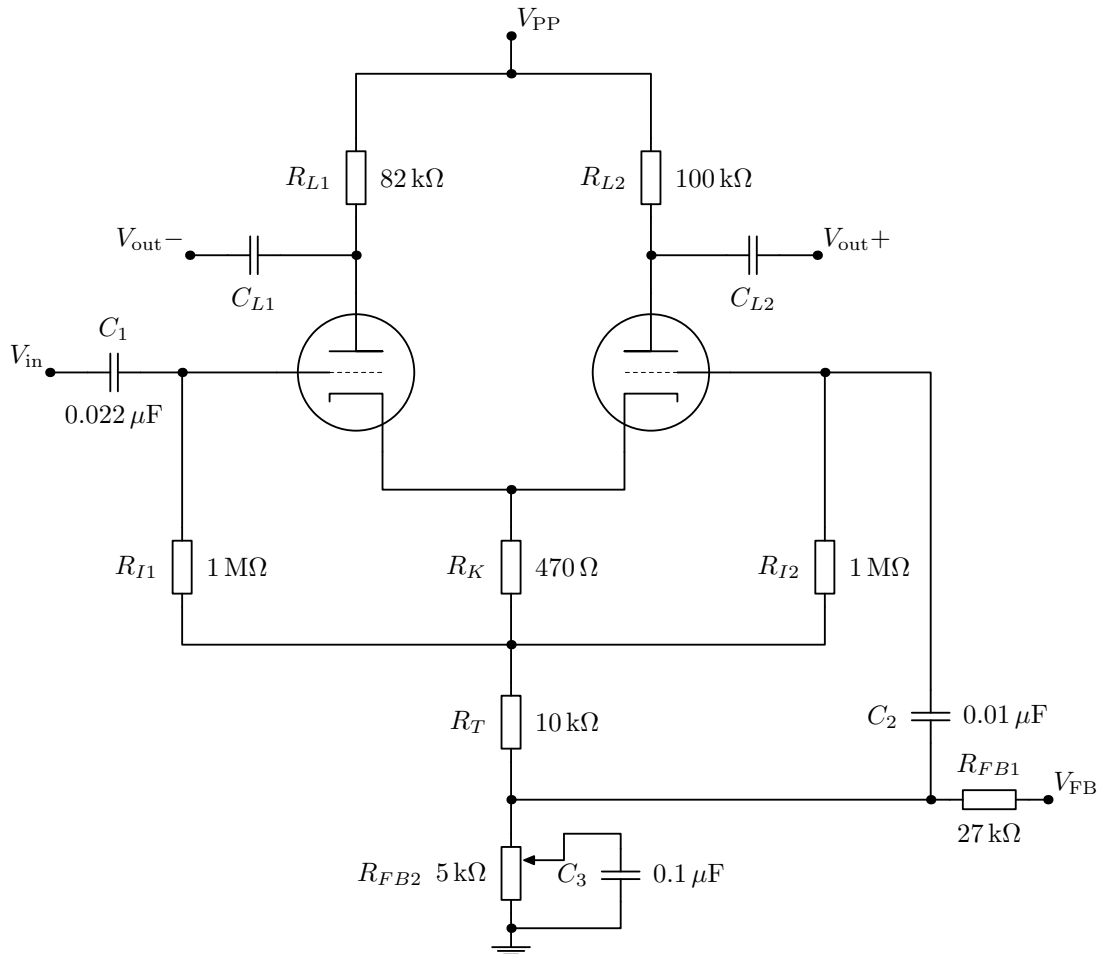 V_PP
R_L1 82 kΩ
R_L2 100 kΩ
V_out−
V_out+
C_L1
C_L2
C_1
V_in
0.022 μF
R_I1 1 MΩ
R_K 470 Ω
R_I2 1 MΩ
R_T 10 kΩ
C_2 0.01 μF
R_FB1
V_FB
27 kΩ
R_FB2 5 kΩ
C_3 0.1 μF